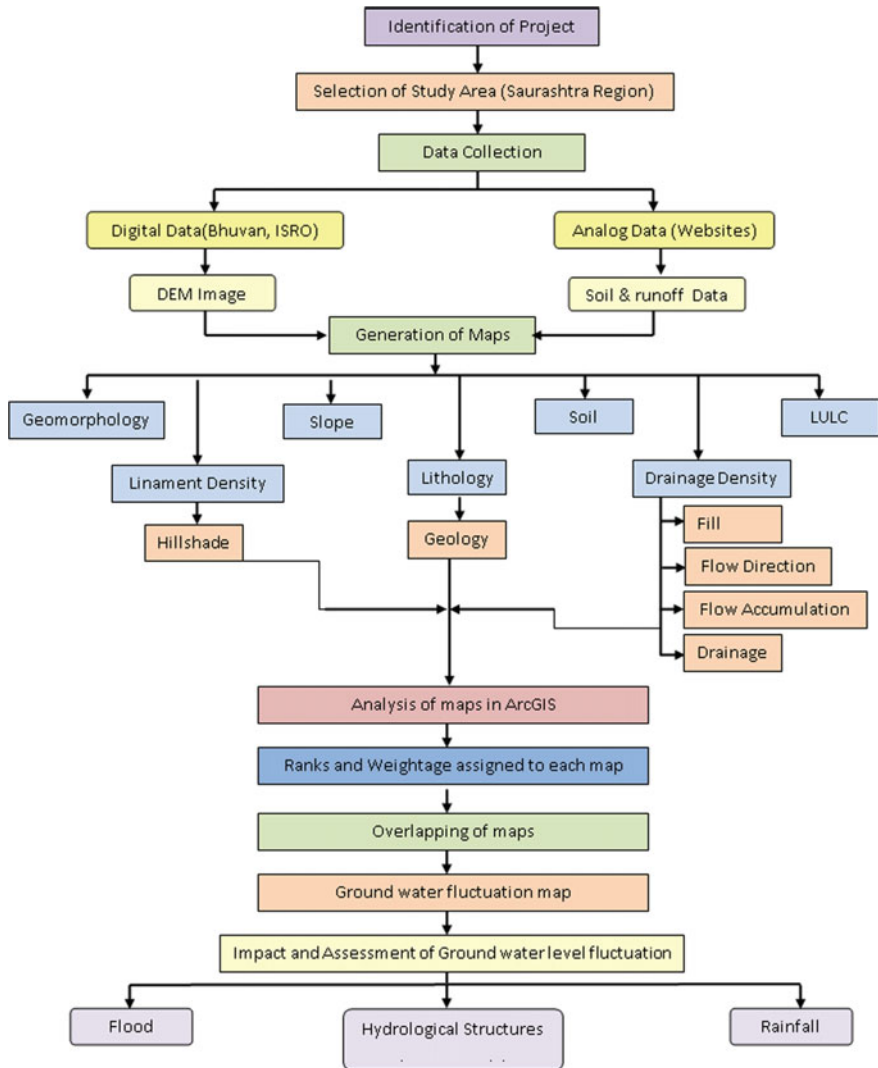 Identification of Project
Selection of Study Area (Saurashtra Region)
Data Collection
Digital Data(Bhuvan, ISRO)
Analog Data (Websites)
DEM Image
Soil & runoff Data
Generation of Maps
Geomorphology
Slope
Soil
LULC
Linament Density
Lithology
Drainage Density
Hillshade
Geology
Fill
Flow Direction
Flow Accumulation
Drainage
Analysis of maps in ArcGIS
Ranks and Weightage assigned to each map
Overlapping of maps
Ground water fluctuation map
Impact and Assessment of Ground water level fluctuation
Flood
Hydrological Structures
Rainfall